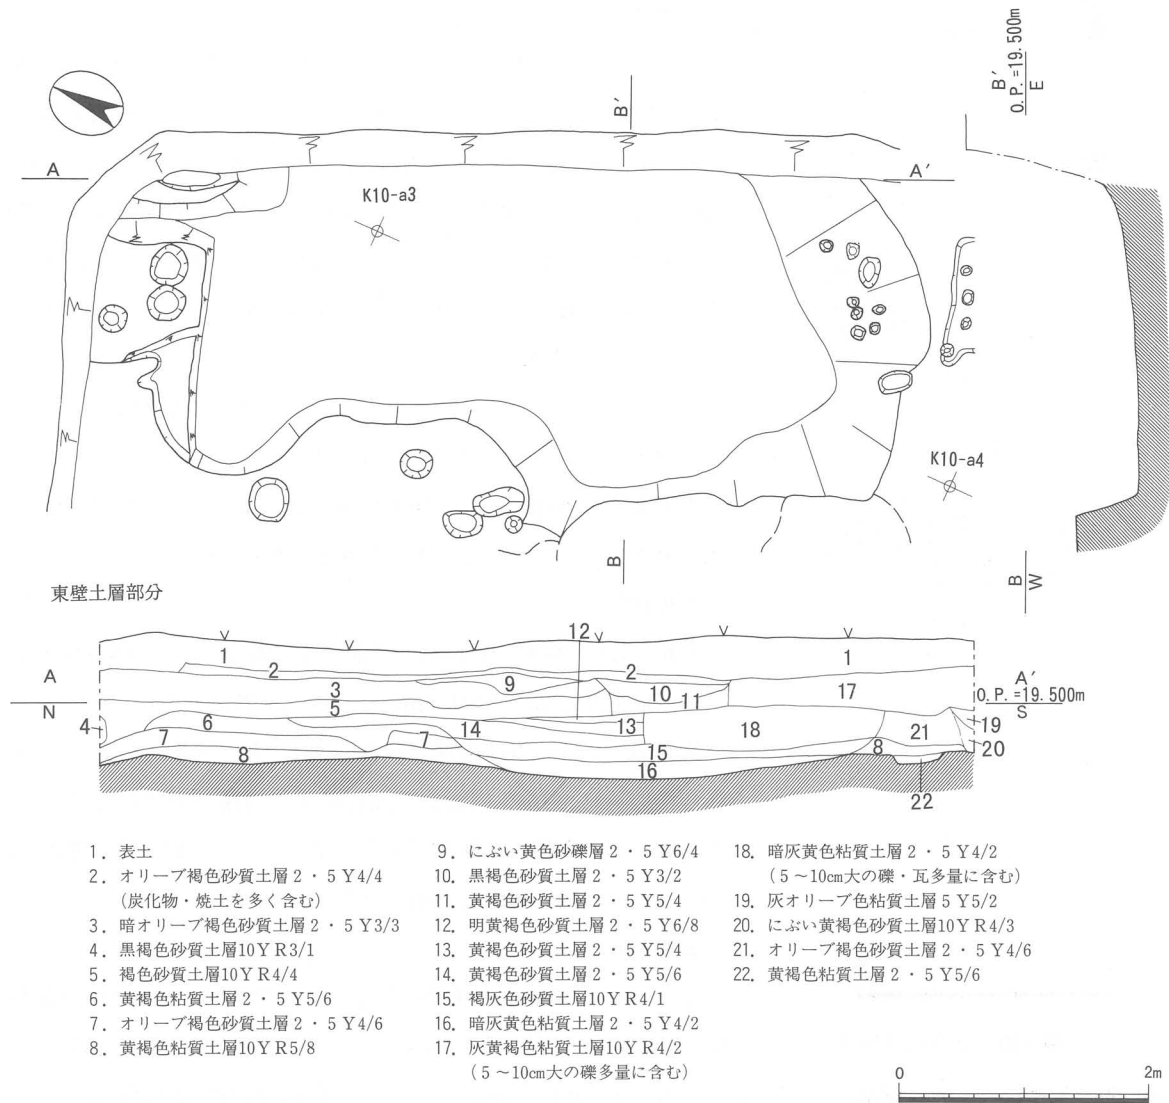 B′
O.P.=19.500m
E
B′
A
A′
K10-a3
K10-a4
B
B
W
東壁土層部分
12
1
2
2
1
A
3
9
10
11
17
A′
O.P.=19.500m
N
S
4
5
6
7
8
14
7
13
15
16
18
8
21
19
20
22
1. 表土
2. オリーブ褐色砂質土層2・5Y4/4
(炭化物・焼土を多く含む)
3. 暗オリーブ褐色砂質土層2・5Y3/3
4. 黒褐色砂質土層10YR3/1
5. 褐色砂質土層10YR4/4
6. 黄褐色粘質土層2・5Y5/6
7. オリーブ褐色砂質土層2・5Y4/6
8. 黄褐色粘質土層10YR5/8
9. にぶい黄色砂礫層2・5Y6/4
10. 黒褐色砂質土層2・5Y3/2
11. 黄褐色砂質土層2・5Y5/4
12. 明黄褐色砂質土層2・5Y6/8
13. 黄褐色砂質土層2・5Y5/4
14. 黄褐色砂質土層2・5Y5/6
15. 褐灰色砂質土層10YR4/1
16. 暗灰黄色粘質土層2・5Y4/2
17. 灰黄褐色粘質土層10YR4/2
(5～10cm大の礫多量に含む)
18. 暗灰黄色粘質土層2・5Y4/2
(5～10cm大の礫・瓦多量に含む)
19. 灰オリーブ色粘質土層5Y5/2
20. にぶい黄褐色砂質土層10YR4/3
21. オリーブ褐色砂質土層2・5Y4/6
22. 黄褐色粘質土層2・5Y5/6
0
2m